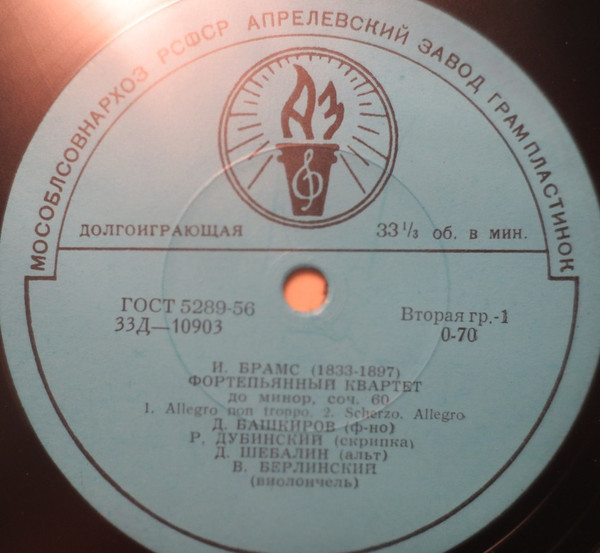 МОСОБЛСОВНАРХОЗ РСФСР АПРЕЛЕВСКИЙ ЗАВОД ГРАМПЛАСТИНОК
АЗ
ДОЛГОИГРАЮЩАЯ 33 1/3 об. в мин.
ГОСТ 5289-56 Вторая гр.-1
33Д—10903 0-70
И. БРАМС (1833-1897)
ФОРТЕПЬЯННЫЙ КВАРТЕТ
до минор, соч. 60
1. Allegro non troppo. 2. Scherzo. Allegro
Д. БАШКИРОВ (ф-но)
Р. ДУБИНСКИЙ (скрипка)
Д. ШЕБАЛИН (альт)
В. БЕРЛИНСКИЙ
(виолончель)